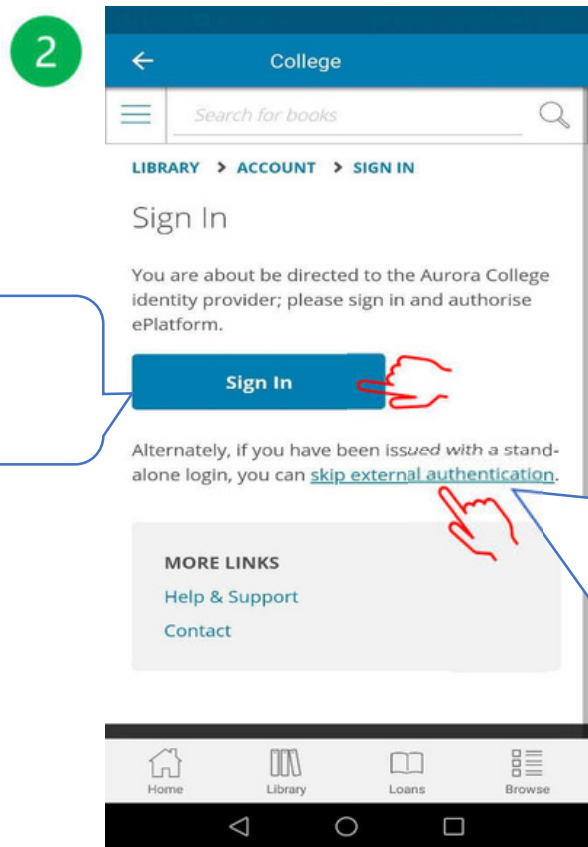 2
College
Search for books
LIBRARY > ACCOUNT > SIGN IN
Sign In
You are about be directed to the Aurora College
identity provider; please sign in and authorise
ePlatform.
Sign In
Alternately, if you have been issued with a stand-
alone login, you can skip external authentication.
MORE LINKS
Help & Support
Contact
Home Library Loans Browse